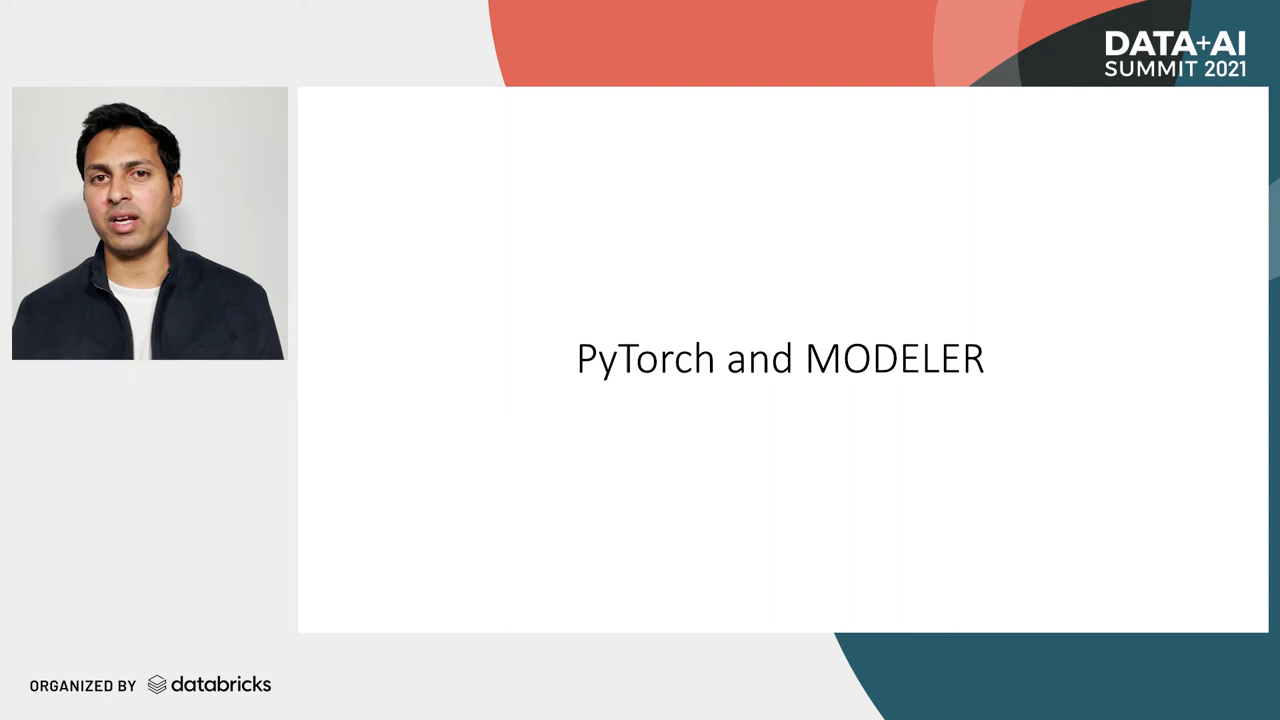 DATA+AI
SUMMIT 2021
PyTorch and MODELER
ORGANIZED BY databricks